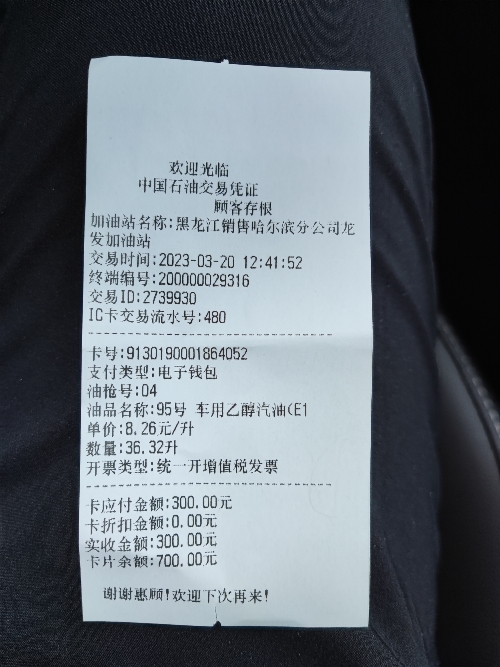 欢迎光临
中国石油交易凭证
顾客存根
加油站名称:黑龙江销售哈尔滨分公司龙
发加油站
交易时间:2023-03-20 12:41:52
终端编号:200000029316
交易ID:2739930
IC卡交易流水号:480
卡号:9130190001864052
支付类型:电子钱包
油枪号:04
油品名称:95号 车用乙醇汽油(E1
单价:8.26元/升
数量:36.32升
开票类型:统一开增值税发票
卡应付金额:300.00元
卡折扣金额:0.00元
实收金额:300.00元
卡片余额:700.00元
谢谢惠顾!欢迎下次再来!